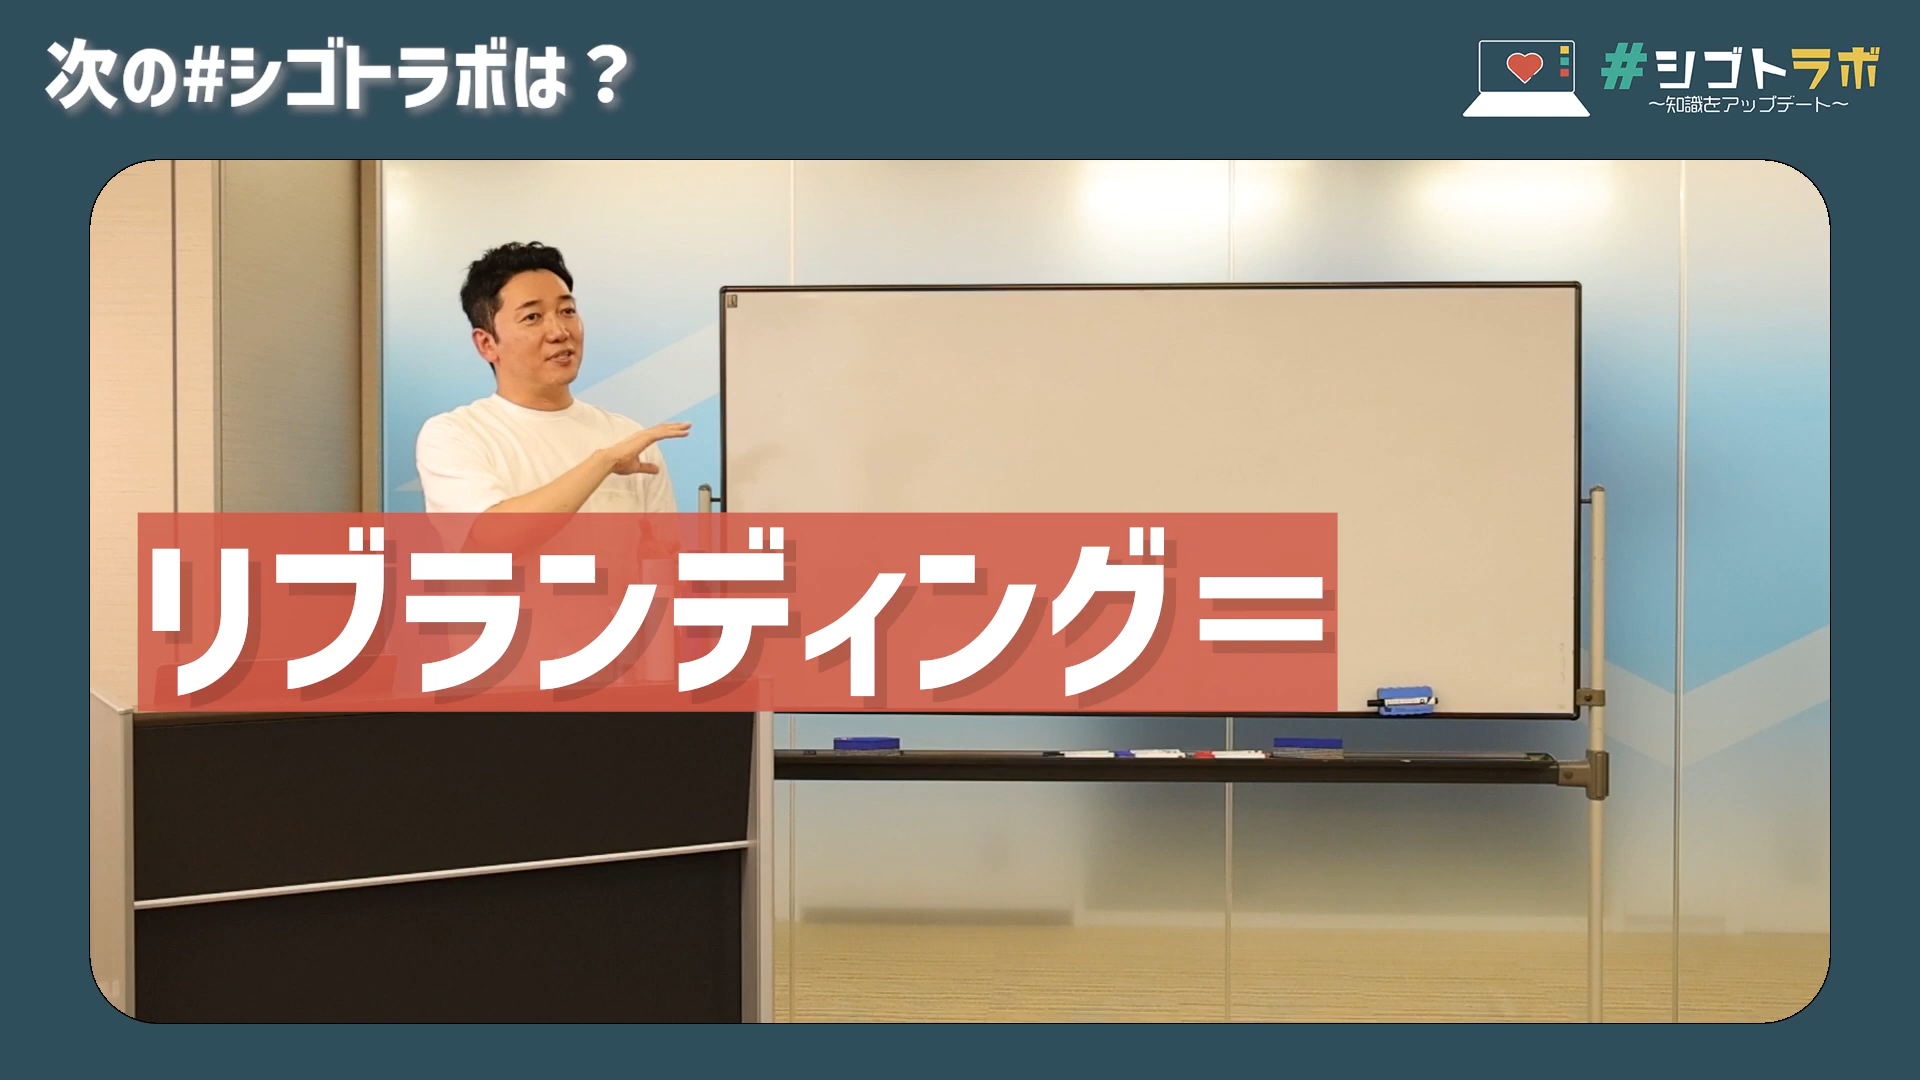 次の#シゴトラボは？
#シゴトラボ
～知識をアップデート～
リブランディング＝